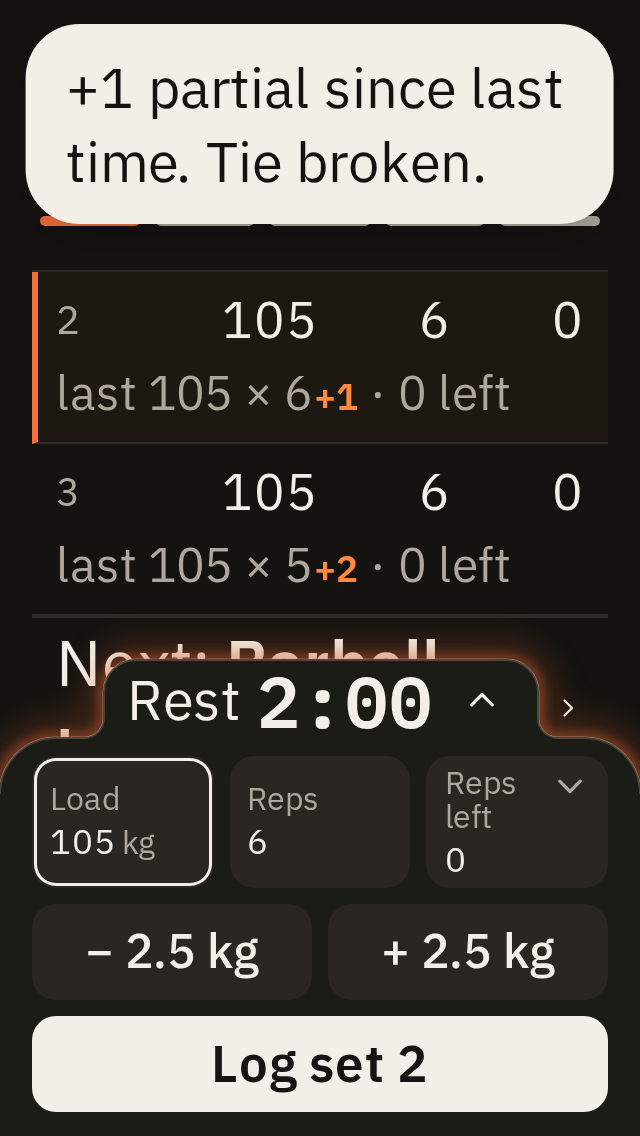 +1 partial since last
time. Tie broken.
2 105 6 0
last 105 × 6+1 · 0 left
3 105 6 0
last 105 × 5+2 · 0 left
Next: Barbell
Rest 2:00
Load
105 kg
Reps
6
Reps
left
0
− 2.5 kg
+ 2.5 kg
Log set 2